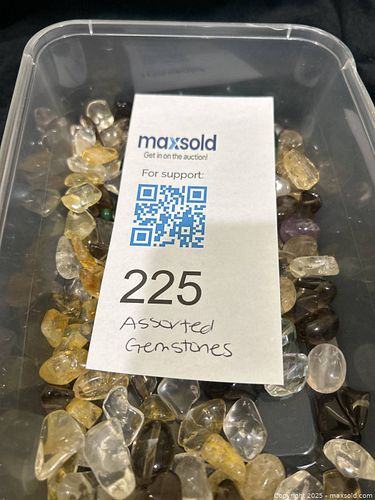 maxsold
Get in on the auction!
For support:
225
Assorted
Gemstones
Copyright 2025 - maxsold.com